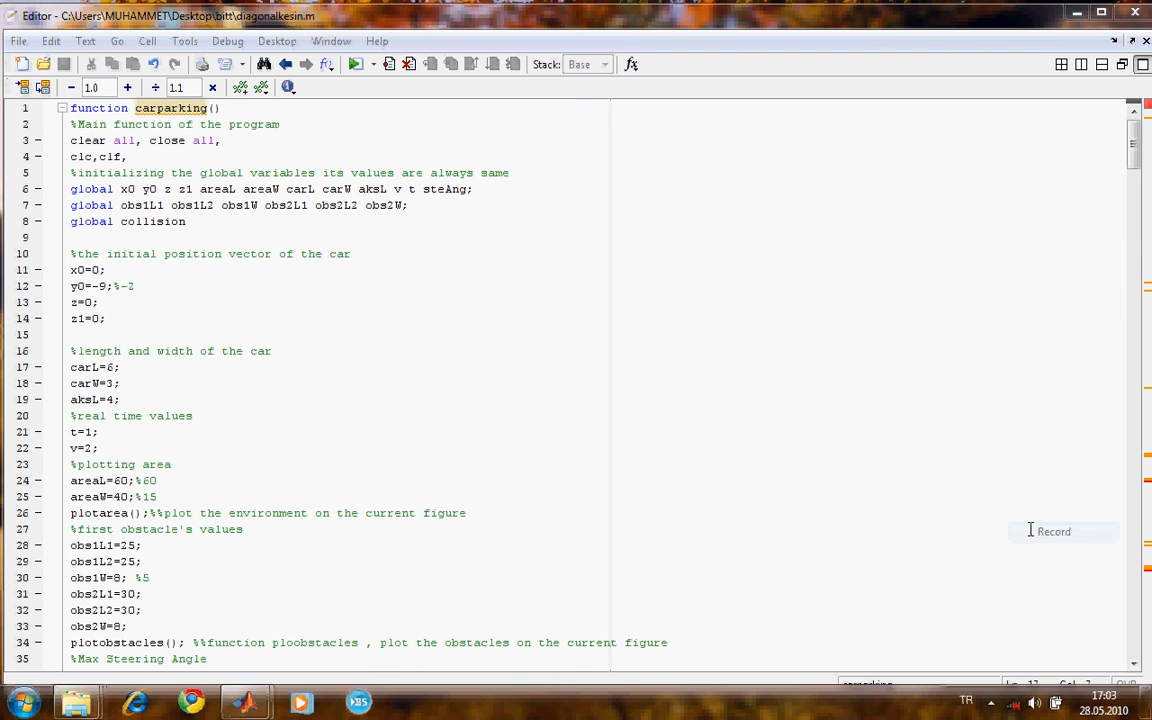 Editor - C:\Users\MUHAMMET\Desktop\bitt\diagonalkesin.m
File Edit Text Go Cell Tools Debug Desktop Window Help
Stack: Base fx
- 1.0 + ÷ 1.1 ×
1 function carparking()
2 %Main function of the program
3 - clear all, close all,
4 - clc,clf,
5 %initializing the global variables its values are always same
6 - global x0 y0 z z1 areaL areaW carL carW aksL v t steAng;
7 - global obs1L1 obs1L2 obs1W obs2L1 obs2L2 obs2W;
8 - global collision
9
10 %the initial position vector of the car
11 - x0=0;
12 - y0=-9;%-2
13 - z=0;
14 - z1=0;
15
16 %length and width of the car
17 - carL=6;
18 - carW=3;
19 - aksL=4;
20 %real time values
21 - t=1;
22 - v=2;
23 %plotting area
24 - areaL=60;%60
25 - areaW=40;%15
26 - plotarea();%%plot the environment on the current figure
27 %first obstacle's values
28 - obs1L1=25;
29 - obs1L2=25;
30 - obs1W=8; %5
31 - obs2L1=30;
32 - obs2L2=30;
33 - obs2W=8;
34 - plotobstacles(); %%function ploobstacles , plot the obstacles on the current figure
35 %Max Steering Angle
Record
TR
17:03
28.05.2010